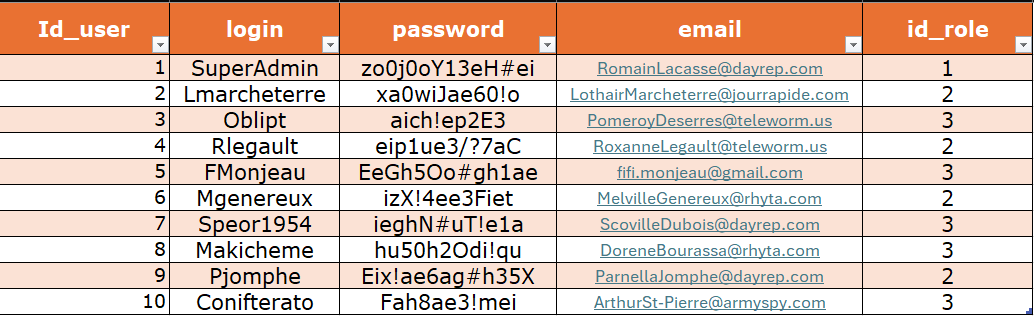 Id_user login password email id_role
1 SuperAdmin zo0j0oY13eH#ei RomainLacasse@dayrep.com 1
2 Lmarcheterre xa0wiJae60!o LothairMarcheterre@jourrapide.com 2
3 Oblipt aich!ep2E3 PomeroyDeserres@teleworm.us 3
4 Rlegault eip1ue3/?7aC RoxanneLegault@teleworm.us 2
5 FMonjeau EeGh5Oo#gh1ae fifi.monjeau@gmail.com 3
6 Mgenereux izX!4ee3Fiet MelvilleGenereux@rhyta.com 2
7 Speor1954 ieghN#uT!e1a ScovilleDubois@dayrep.com 3
8 Makicheme hu50h2Odi!qu DoreneBourassa@rhyta.com 3
9 Pjomphe Eix!ae6ag#h35X ParnellaJomphe@dayrep.com 2
10 Conifterato Fah8ae3!mei ArthurSt-Pierre@armyspy.com 3